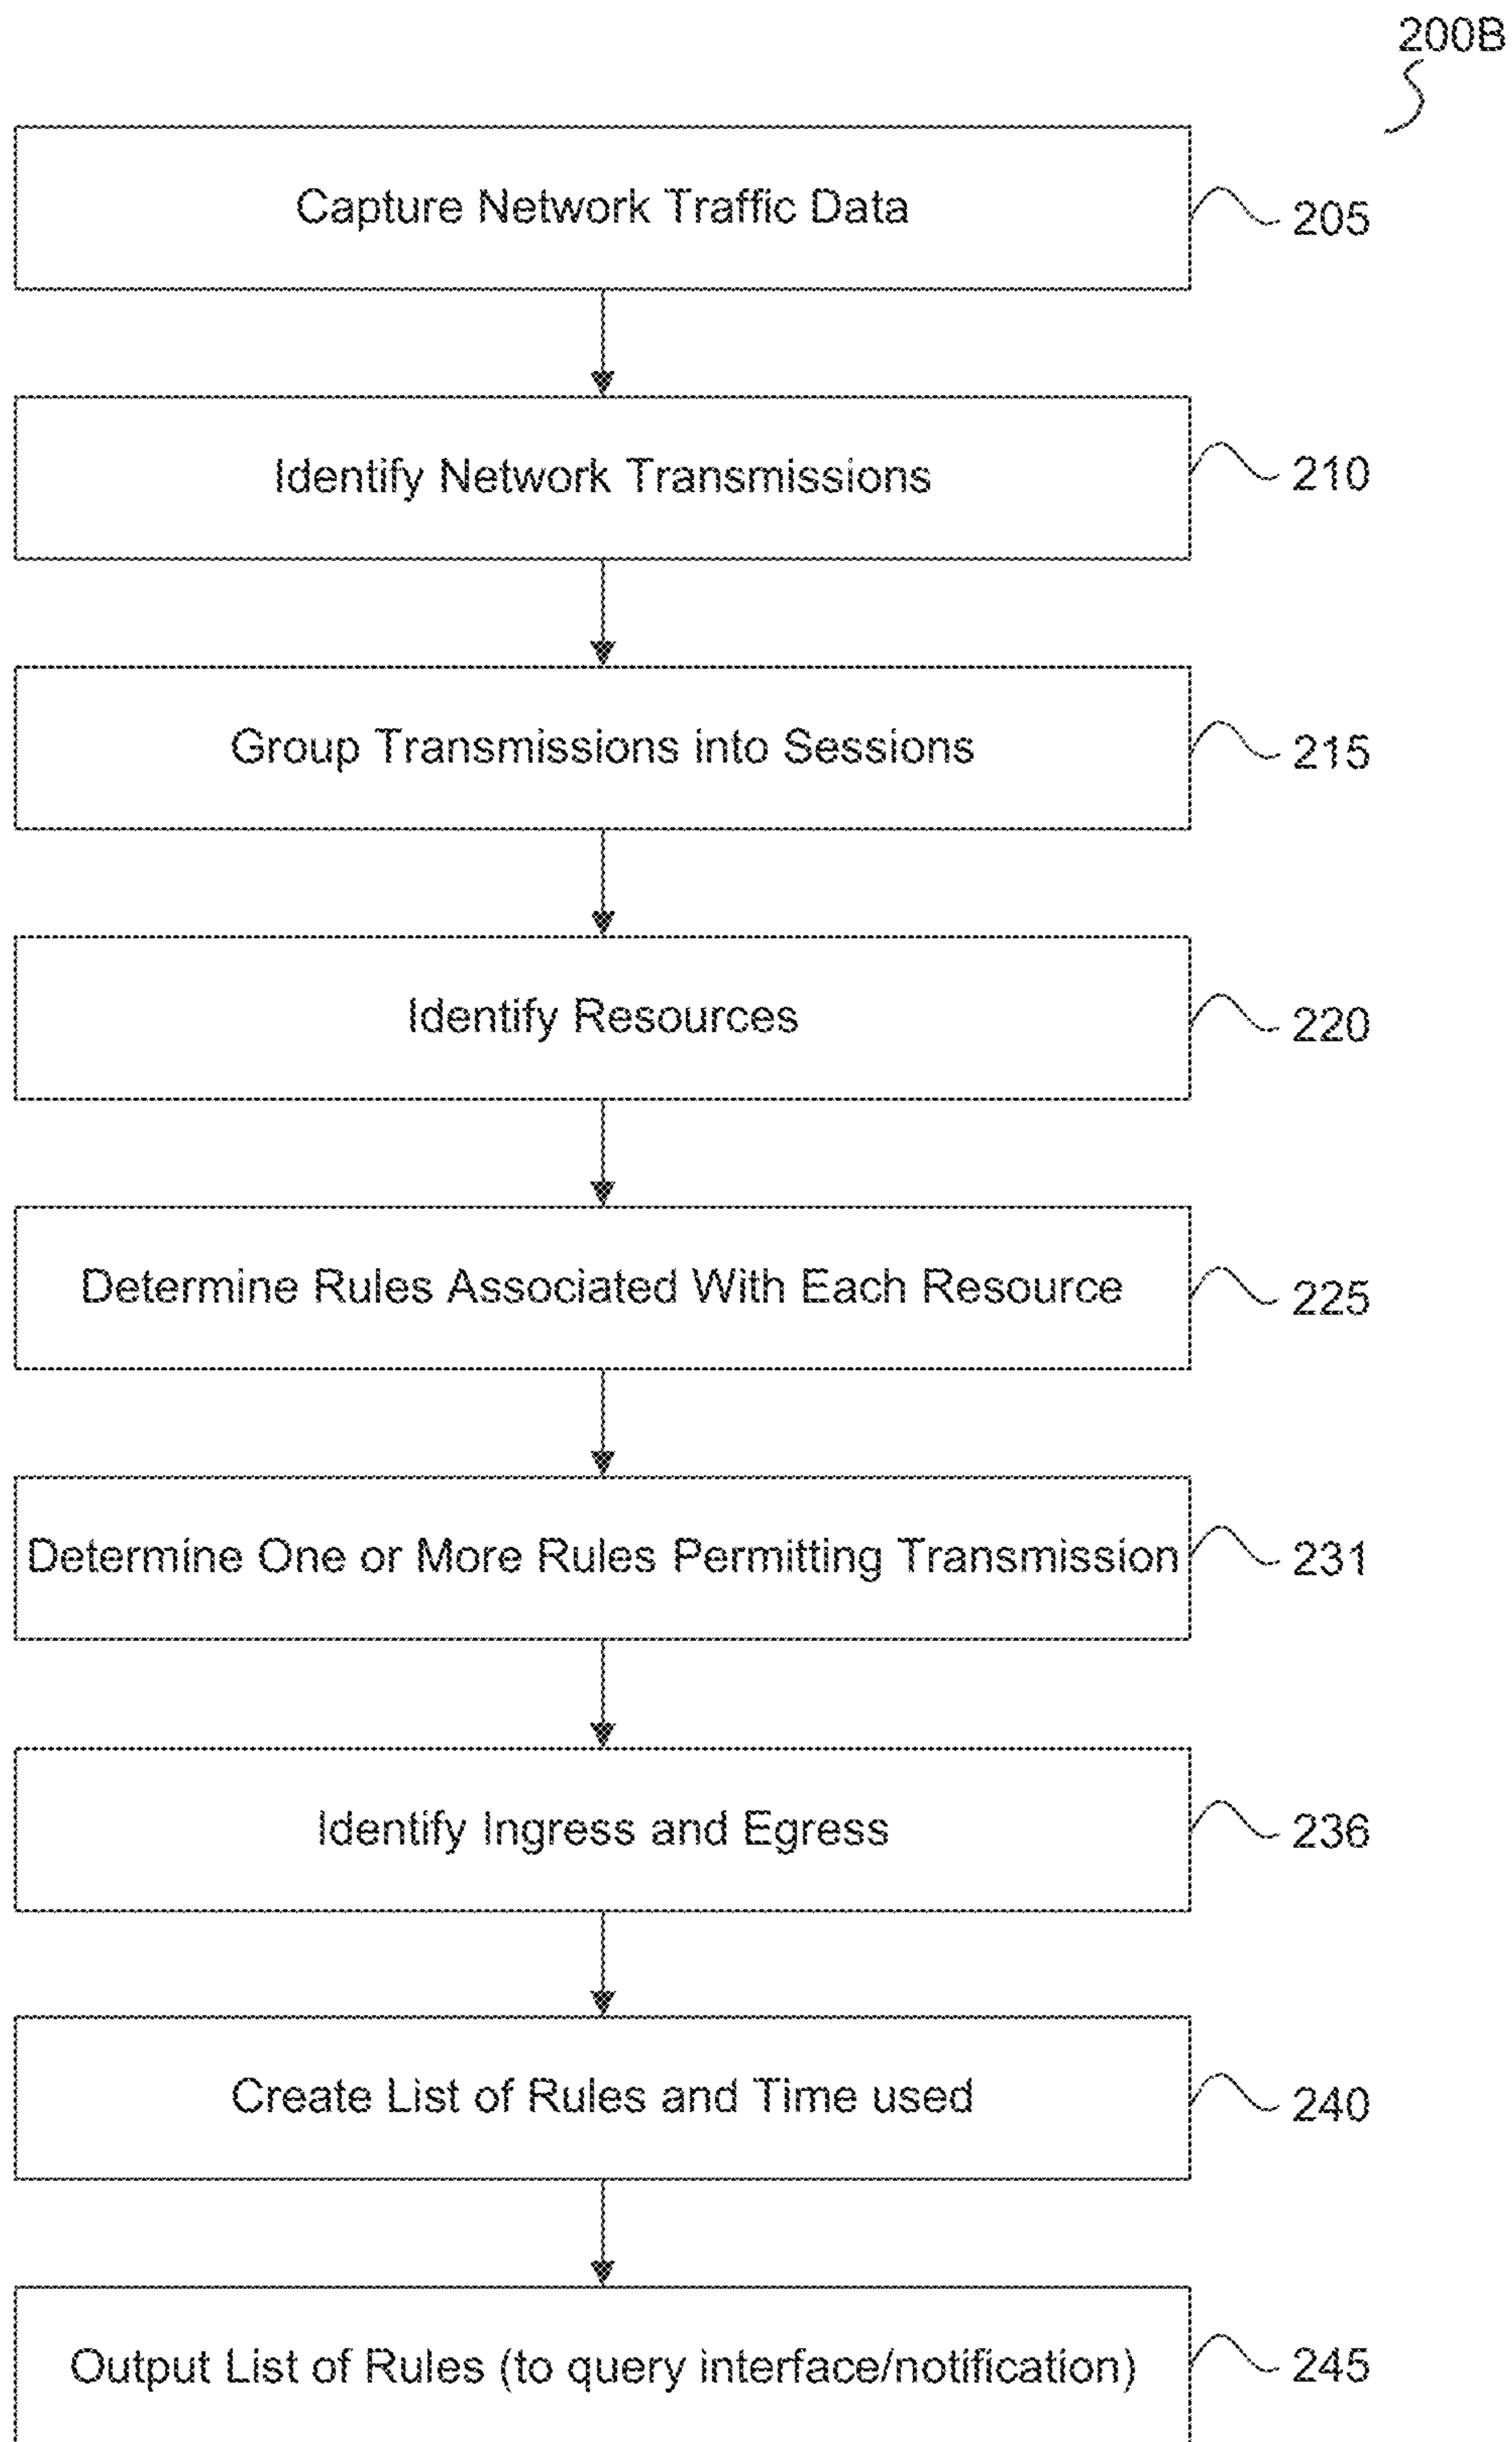 200B
Capture Network Traffic Data
205
Identify Network Transmissions
210
Group Transmissions into Sessions
215
Identify Resources
220
Determine Rules Associated With Each Resource
225
Determine One or More Rules Permitting Transmission
231
Identify Ingress and Egress
236
Create List of Rules and Time used
240
Output List of Rules (to query interface/notification)
245